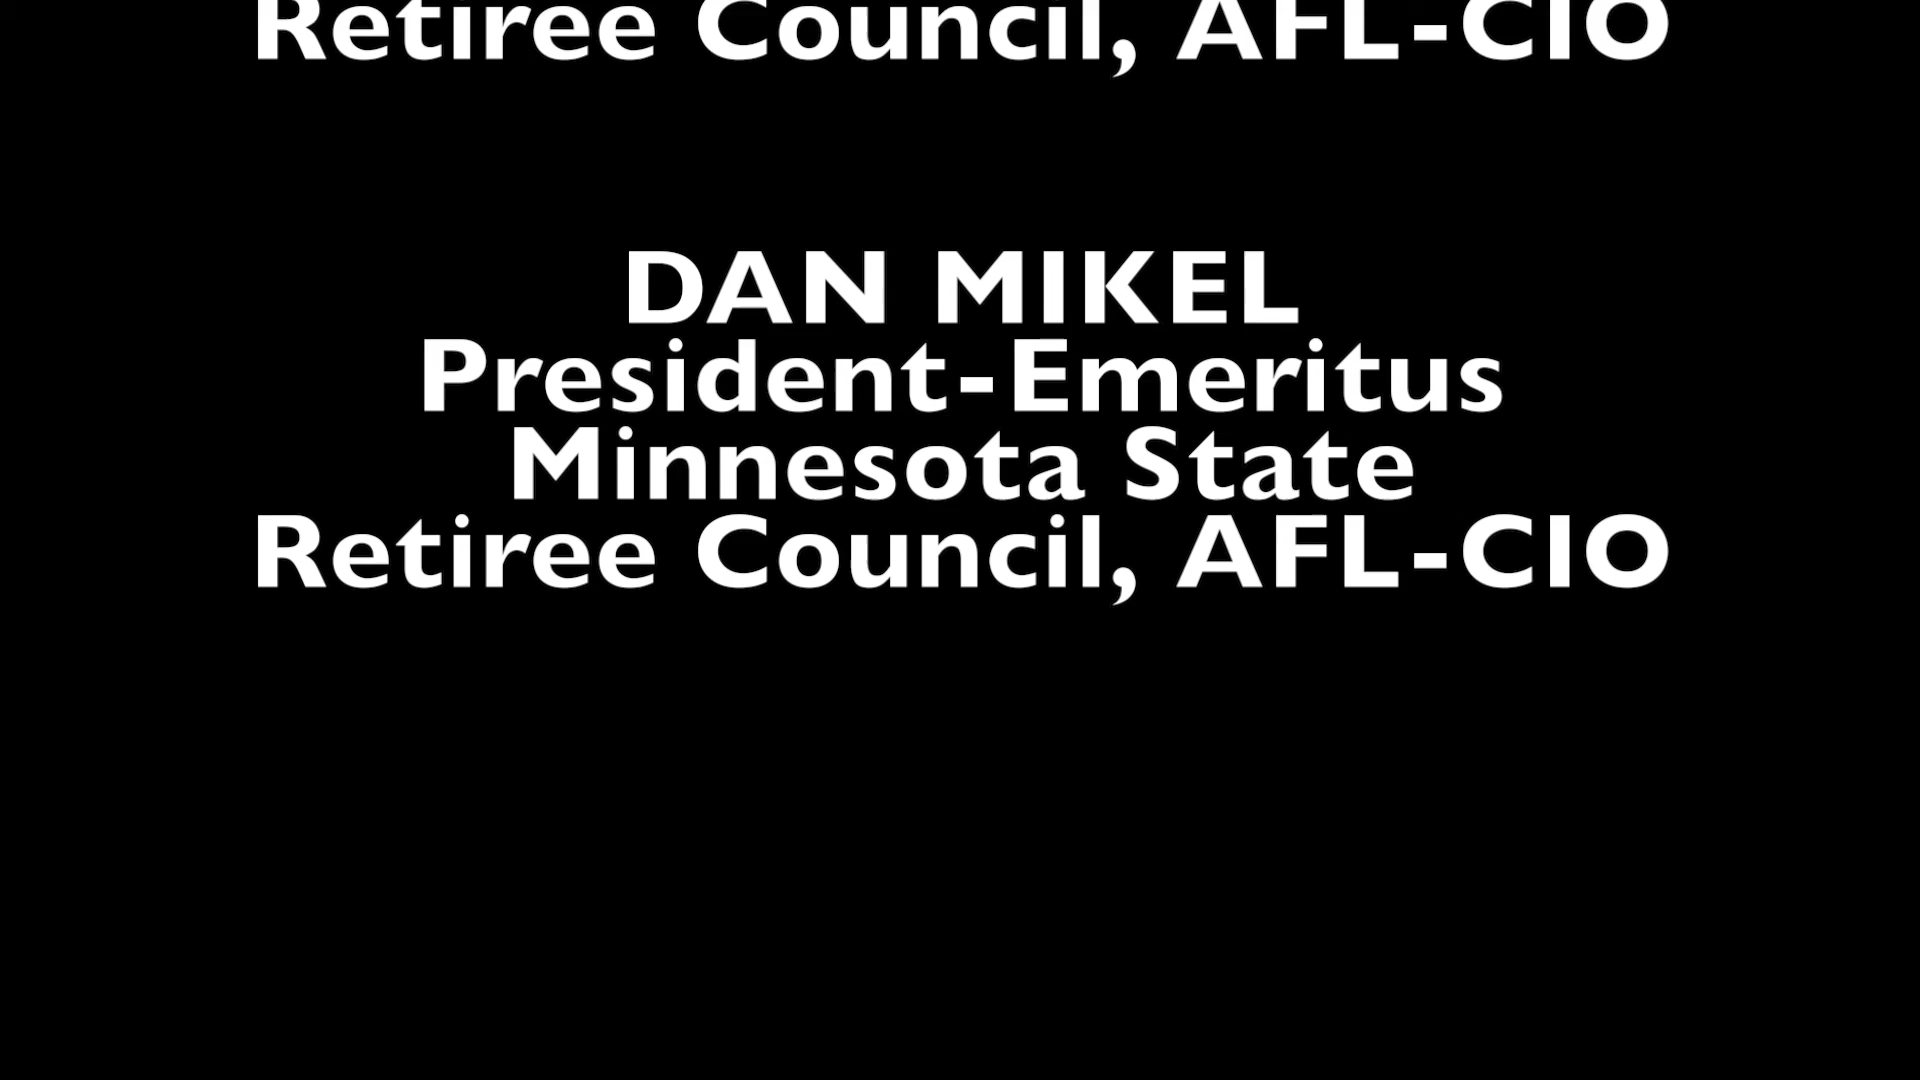 Retiree Council, AFL-CIO
DAN MIKEL
President-Emeritus
Minnesota State
Retiree Council, AFL-CIO